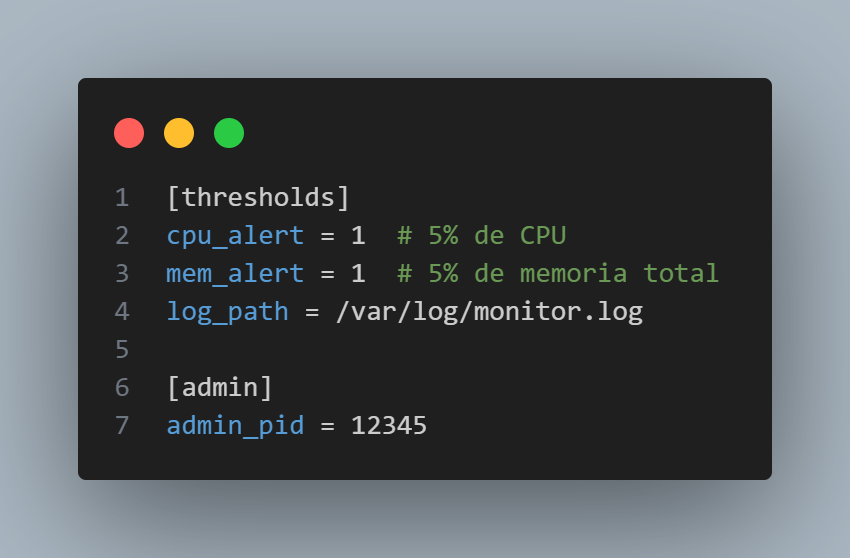 1 [thresholds]
2 cpu_alert = 1  # 5% de CPU
3 mem_alert = 1  # 5% de memoria total
4 log_path = /var/log/monitor.log
5
6 [admin]
7 admin_pid = 12345